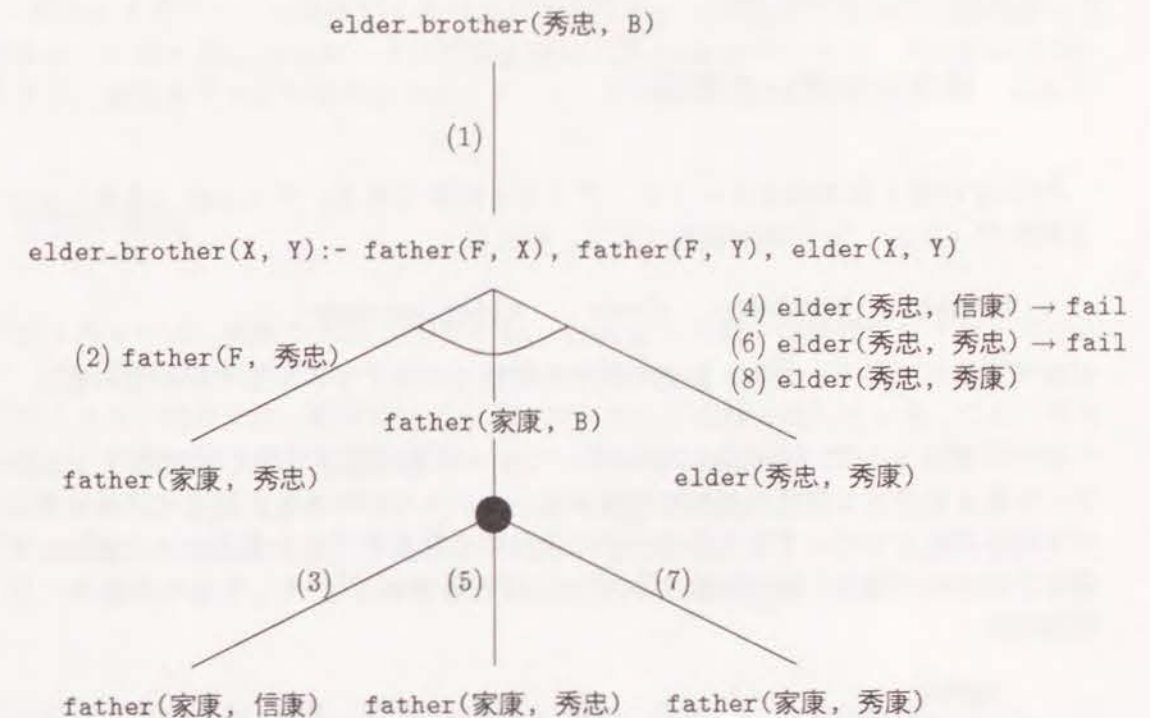 elder_brother(秀忠, B)
(1)
elder_brother(X, Y):- father(F, X), father(F, Y), elder(X, Y)
(4) elder(秀忠, 信康) → fail
(2) father(F, 秀忠)
(6) elder(秀忠, 秀忠) → fail
(8) elder(秀忠, 秀康)
father(家康, B)
father(家康, 秀忠)
elder(秀忠, 秀康)
(3)
(5)
(7)
father(家康, 信康)
father(家康, 秀忠)
father(家康, 秀康)